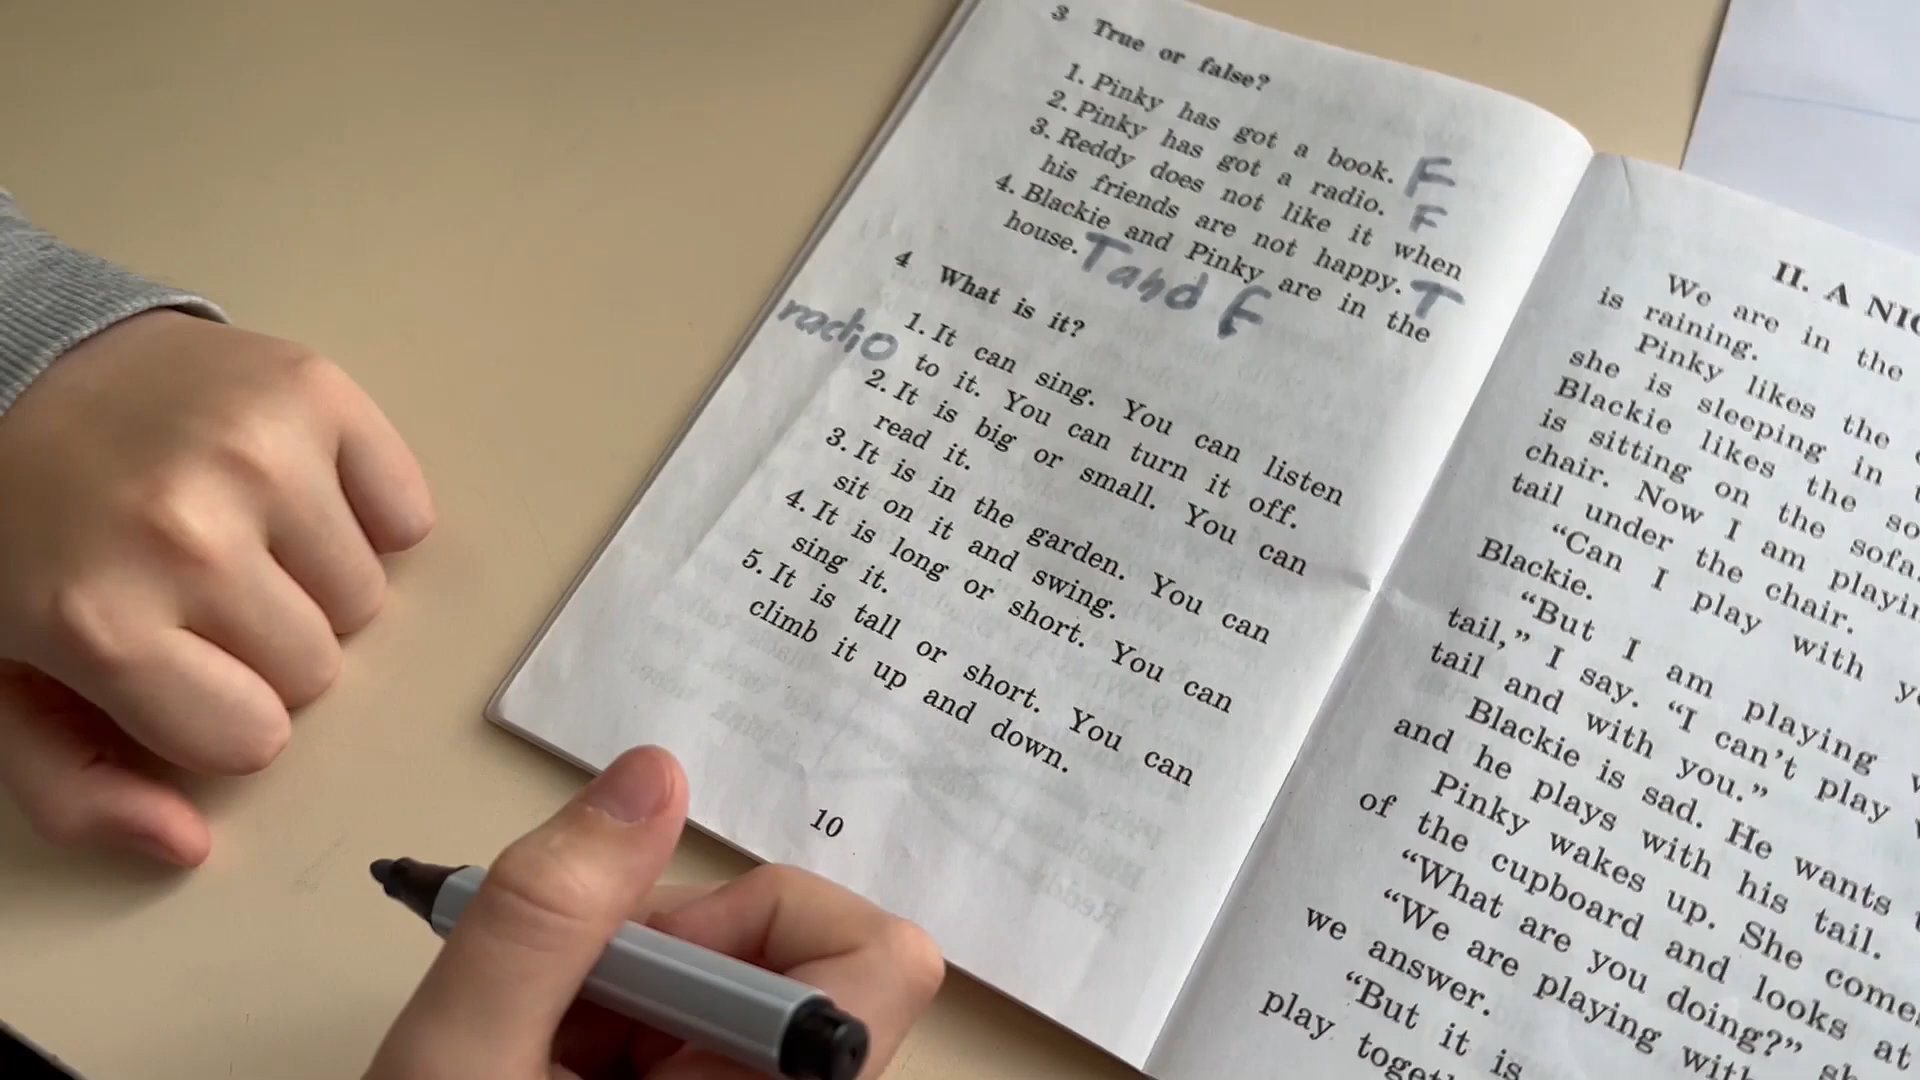 3 True or false?
1. Pinky has got a book. F
2. Pinky has got a radio. F
3. Reddy does not like it when
his friends are not happy. T
4. Blackie and Pinky are in the
house. T and F
4 What is it?
radio
1. It can sing. You can listen
to it. You can turn it off.
2. It is big or small. You can
read it.
3. It is in the garden. You can
sit on it and swing.
4. It is long or short. You can
sing it.
5. It is tall or short. You can
climb it up and down.
10
II. A
We are in the
is raining.
Pinky likes the
she is sleeping in
Blackie likes the
is sitting on the sofa.
chair. Now I am
tail under the chair.
“Can I play with
Blackie.
“But I am playing
tail,” I say. “I can’t play
tail and with you.”
Blackie is sad. He wants
and he plays with his tail.
Pinky wakes up. She
of the cupboard and looks at
“What are you doing?”
“We are playing
we answer.
“But it is
play